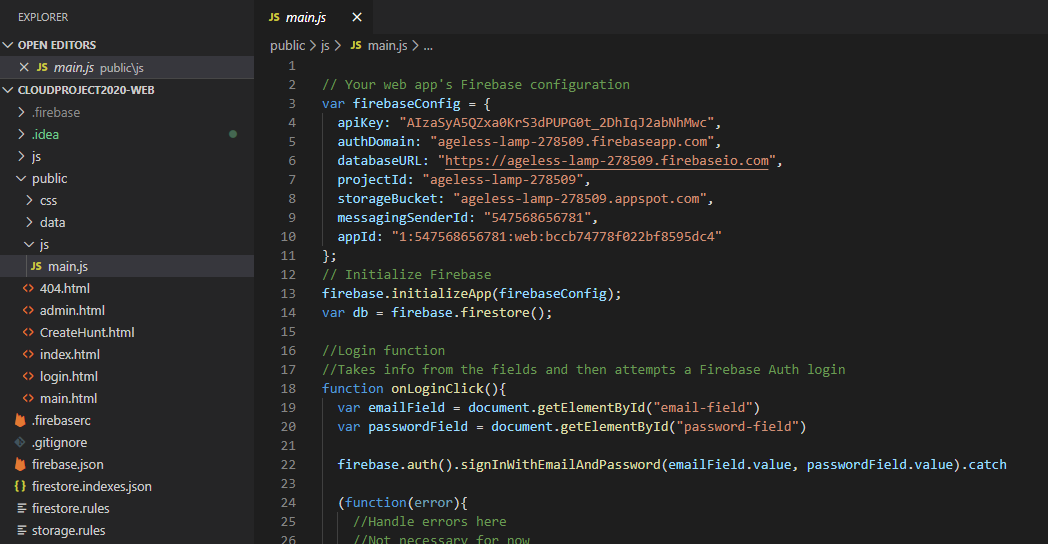 EXPLORER
OPEN EDITORS
JS main.js public\js
CLOUDPROJECT2020-WEB
.firebase
.idea
js
public
css
data
js
JS main.js
404.html
admin.html
CreateHunt.html
index.html
login.html
main.html
.firebaserc
.gitignore
firebase.json
firestore.indexes.json
firestore.rules
storage.rules
JS main.js
public > js > JS main.js > ...
1
2 // Your web app's Firebase configuration
3 var firebaseConfig = {
4 apiKey: "AIzaSyA5QZxa0KrS3dPUPG0t_2DhIqJ2abNhMwc",
5 authDomain: "ageless-lamp-278509.firebaseapp.com",
6 databaseURL: "https://ageless-lamp-278509.firebaseio.com",
7 projectId: "ageless-lamp-278509",
8 storageBucket: "ageless-lamp-278509.appspot.com",
9 messagingSenderId: "547568656781",
10 appId: "1:547568656781:web:bccb74778f022bf8595dc4"
11 };
12 // Initialize Firebase
13 firebase.initializeApp(firebaseConfig);
14 var db = firebase.firestore();
15
16 //Login function
17 //Takes info from the fields and then attempts a Firebase Auth login
18 function onLoginClick(){
19 var emailField = document.getElementById("email-field")
20 var passwordField = document.getElementById("password-field")
21
22 firebase.auth().signInWithEmailAndPassword(emailField.value, passwordField.value).catch
23
24 (function(error){
25 //Handle errors here
26 //Not necessary for now